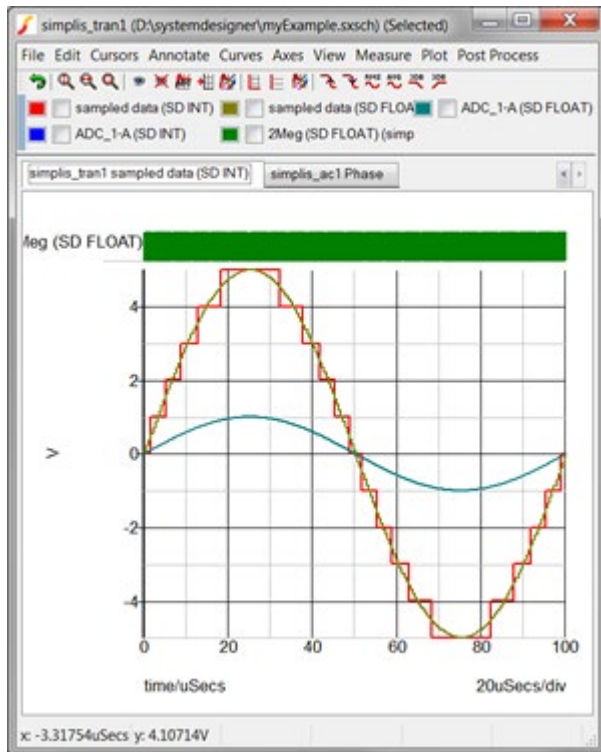 simplis_tran1 (D:\systemdesigner\myExample.sxsch) (Selected)
File Edit Cursors Annotate Curves Axes View Measure Plot Post Process
sampled data (SD INT) sampled data (SD FLOA ADC_1-A (SD FLOAT)
ADC_1-A (SD INT) 2Meg (SD FLOAT) (simp
simplis_tran1 sampled data (SD INT) simplis_ac1 Phase
Meg (SD FLOAT)
4
2
V
0
-2
-4
0 20 40 60 80 100
time/uSecs 20uSecs/div
x: -3.31754uSecs y: 4.10714V